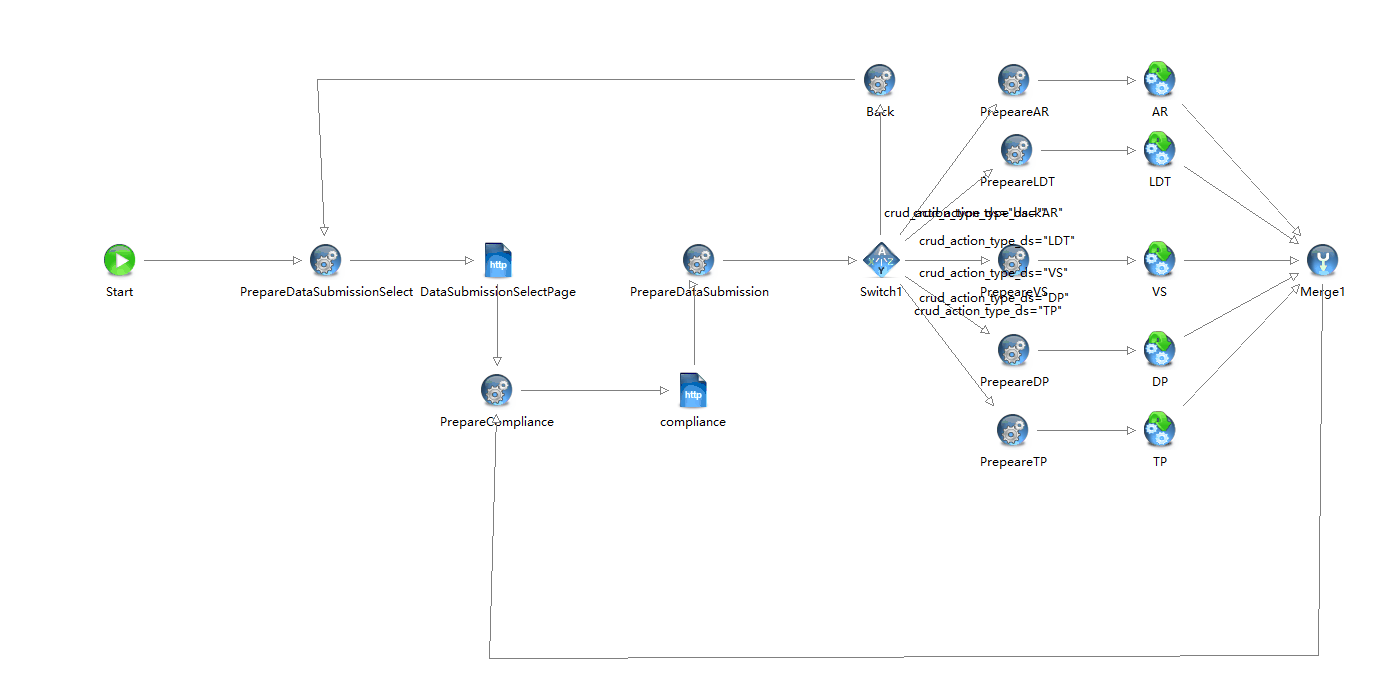 Back
PrepeareAR
AR
PrepeareLDT
LDT
crud_action_type_ds="back"
crud_action_type_ds="AR"
crud_action_type_ds="LDT"
crud_action_type_ds="VS"
crud_action_type_ds="DP"
crud_action_type_ds="TP"
http
http
A
X
Z
Y
Start
PrepareDataSubmissionSelect
DataSubmissionSelectPage
PrepareDataSubmission
Switch1
PrepeareVS
VS
Merge1
PrepeareDP
DP
PrepareCompliance
compliance
PrepeareTP
TP